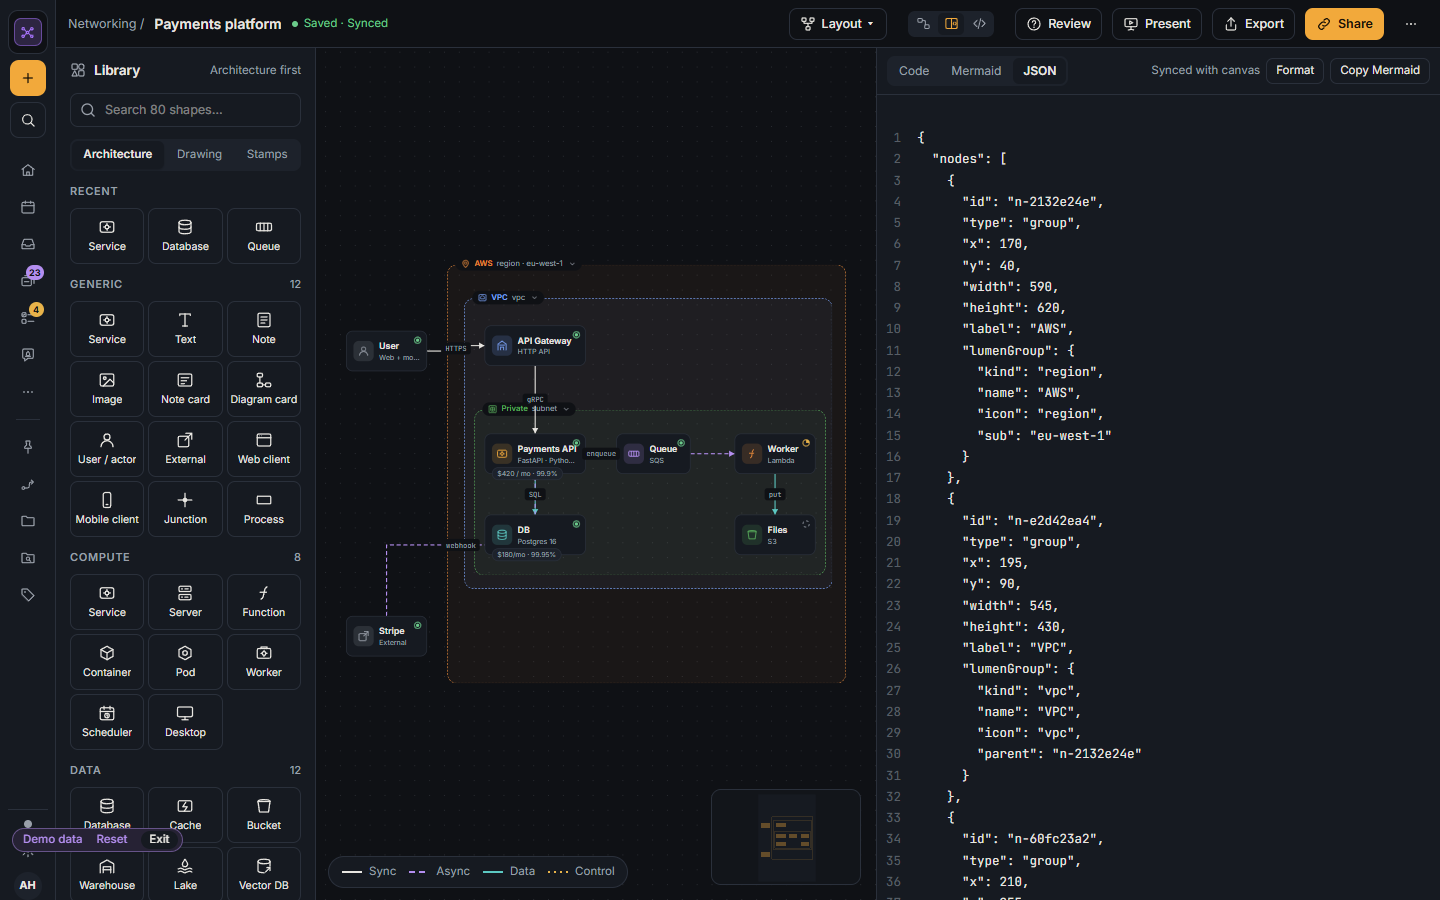 Networking / Payments platform Saved · Synced
Layout
Review
Present
Export
Share
Library
Architecture first
Search 80 shapes...
Architecture
Drawing
Stamps
RECENT
Service
Database
Queue
GENERIC
12
Service
Text
Note
Image
Note card
Diagram card
User / actor
External
Web client
Mobile client
Junction
Process
COMPUTE
8
Service
Server
Function
Container
Pod
Worker
Scheduler
Desktop
DATA
12
Database
Cache
Bucket
Warehouse
Lake
Vector DB
23
4
Demo data
Reset
Exit
AH
AWS region · eu-west-1
VPC vpc
User
Web + mo...
HTTPS
API Gateway
HTTP API
gRPC
Private subnet
Payments API
FastAPI · Pytho...
$420 / mo · 99.9%
enqueue
Queue
SQS
Worker
Lambda
SQL
put
DB
Postgres 16
$180/mo · 99.95%
Files
S3
webhook
Stripe
External
Sync
Async
Data
Control
Code
Mermaid
JSON
Synced with canvas
Format
Copy Mermaid
1 {
2 "nodes": [
3 {
4 "id": "n-2132e24e",
5 "type": "group",
6 "x": 170,
7 "y": 40,
8 "width": 590,
9 "height": 620,
10 "label": "AWS",
11 "lumenGroup": {
12 "kind": "region",
13 "name": "AWS",
14 "icon": "region",
15 "sub": "eu-west-1"
16 }
17 },
18 {
19 "id": "n-e2d42ea4",
20 "type": "group",
21 "x": 195,
22 "y": 90,
23 "width": 545,
24 "height": 430,
25 "label": "VPC",
26 "lumenGroup": {
27 "kind": "vpc",
28 "name": "VPC",
29 "icon": "vpc",
30 "parent": "n-2132e24e"
31 }
32 },
33 {
34 "id": "n-60fc23a2",
35 "type": "group",
36 "x": 210,